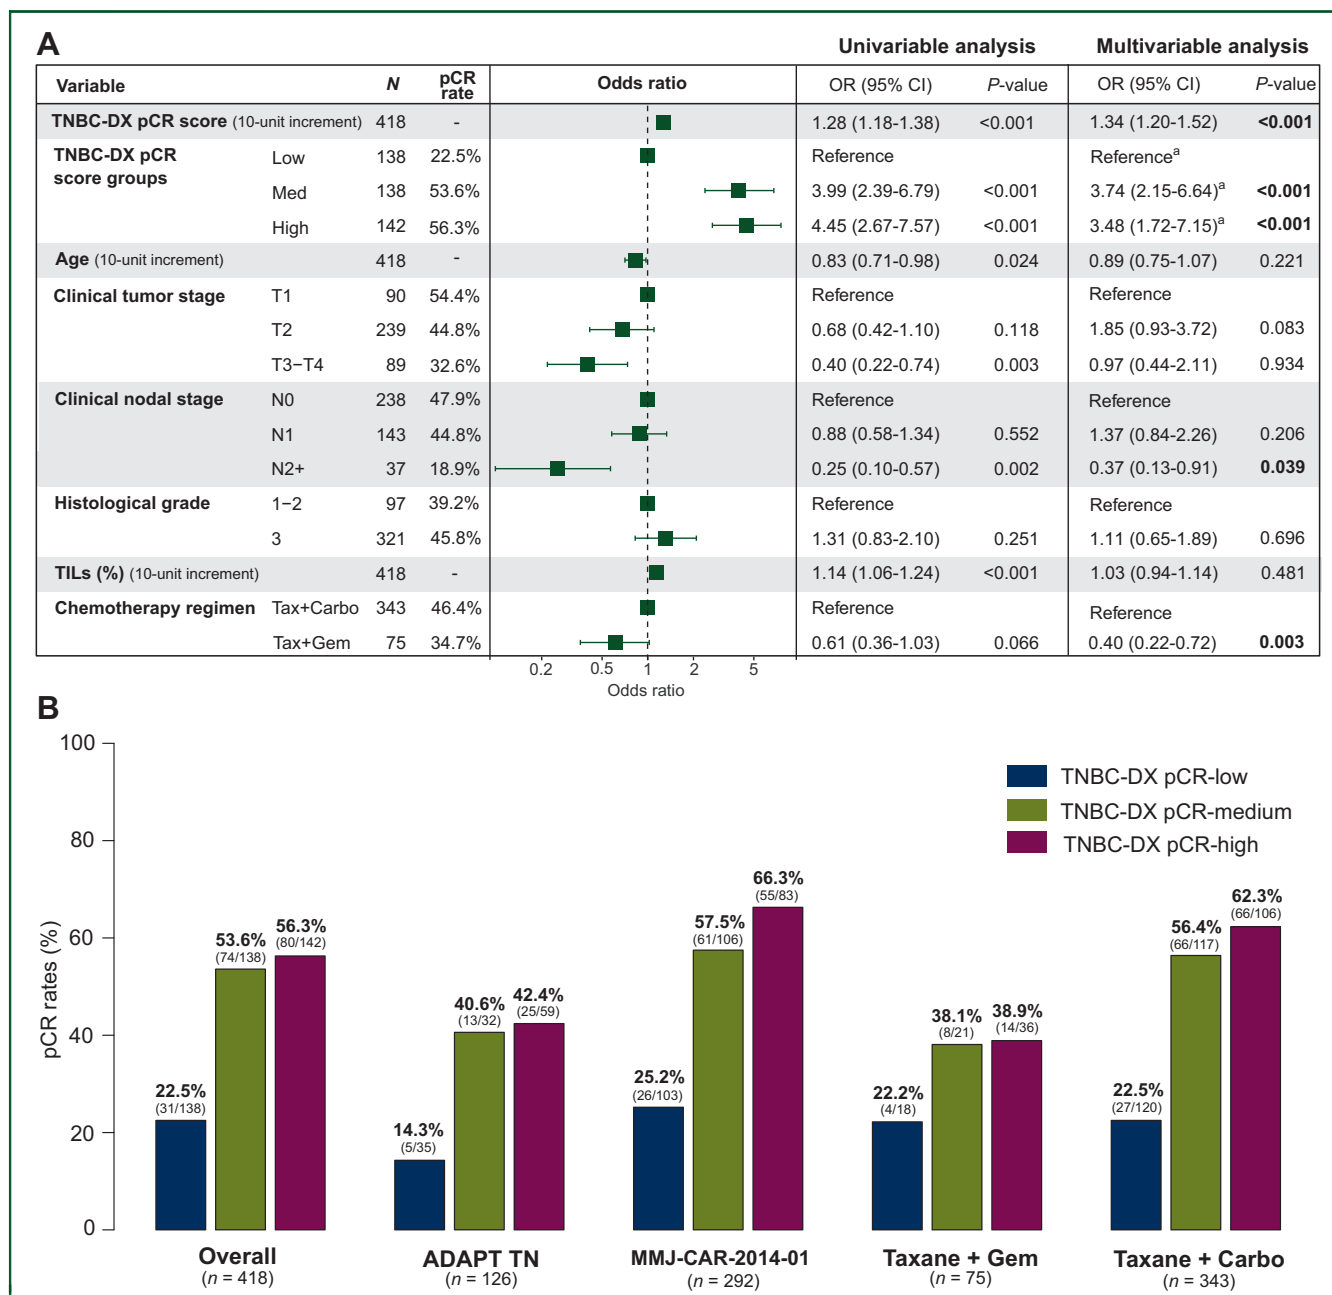 A
Univariable analysis Multivariable analysis
Variable N pCR rate Odds ratio OR (95% CI) P-value OR (95% CI) P-value
TNBC-DX pCR score (10-unit increment) 418 - 1.28 (1.18-1.38) <0.001 1.34 (1.20-1.52) <0.001
TNBC-DX pCR score groups Low 138 22.5% Reference Referenceᵃ
Med 138 53.6% 3.99 (2.39-6.79) <0.001 3.74 (2.15-6.64)ᵃ <0.001
High 142 56.3% 4.45 (2.67-7.57) <0.001 3.48 (1.72-7.15)ᵃ <0.001
Age (10-unit increment) 418 - 0.83 (0.71-0.98) 0.024 0.89 (0.75-1.07) 0.221
Clinical tumor stage T1 90 54.4% Reference Reference
T2 239 44.8% 0.68 (0.42-1.10) 0.118 1.85 (0.93-3.72) 0.083
T3−T4 89 32.6% 0.40 (0.22-0.74) 0.003 0.97 (0.44-2.11) 0.934
Clinical nodal stage N0 238 47.9% Reference Reference
N1 143 44.8% 0.88 (0.58-1.34) 0.552 1.37 (0.84-2.26) 0.206
N2+ 37 18.9% 0.25 (0.10-0.57) 0.002 0.37 (0.13-0.91) 0.039
Histological grade 1−2 97 39.2% Reference Reference
3 321 45.8% 1.31 (0.83-2.10) 0.251 1.11 (0.65-1.89) 0.696
TILs (%) (10-unit increment) 418 - 1.14 (1.06-1.24) <0.001 1.03 (0.94-1.14) 0.481
Chemotherapy regimen Tax+Carbo 343 46.4% Reference Reference
Tax+Gem 75 34.7% 0.61 (0.36-1.03) 0.066 0.40 (0.22-0.72) 0.003
0.2 0.5 1 2 5
Odds ratio
B
pCR rates (%)
100
80
60
40
20
0
TNBC-DX pCR-low
TNBC-DX pCR-medium
TNBC-DX pCR-high
22.5%
(31/138)
53.6%
(74/138)
56.3%
(80/142)
14.3%
(5/35)
40.6%
(13/32)
42.4%
(25/59)
25.2%
(26/103)
57.5%
(61/106)
66.3%
(55/83)
22.2%
(4/18)
38.1%
(8/21)
38.9%
(14/36)
22.5%
(27/120)
56.4%
(66/117)
62.3%
(66/106)
Overall
(n = 418)
ADAPT TN
(n = 126)
MMJ-CAR-2014-01
(n = 292)
Taxane + Gem
(n = 75)
Taxane + Carbo
(n = 343)